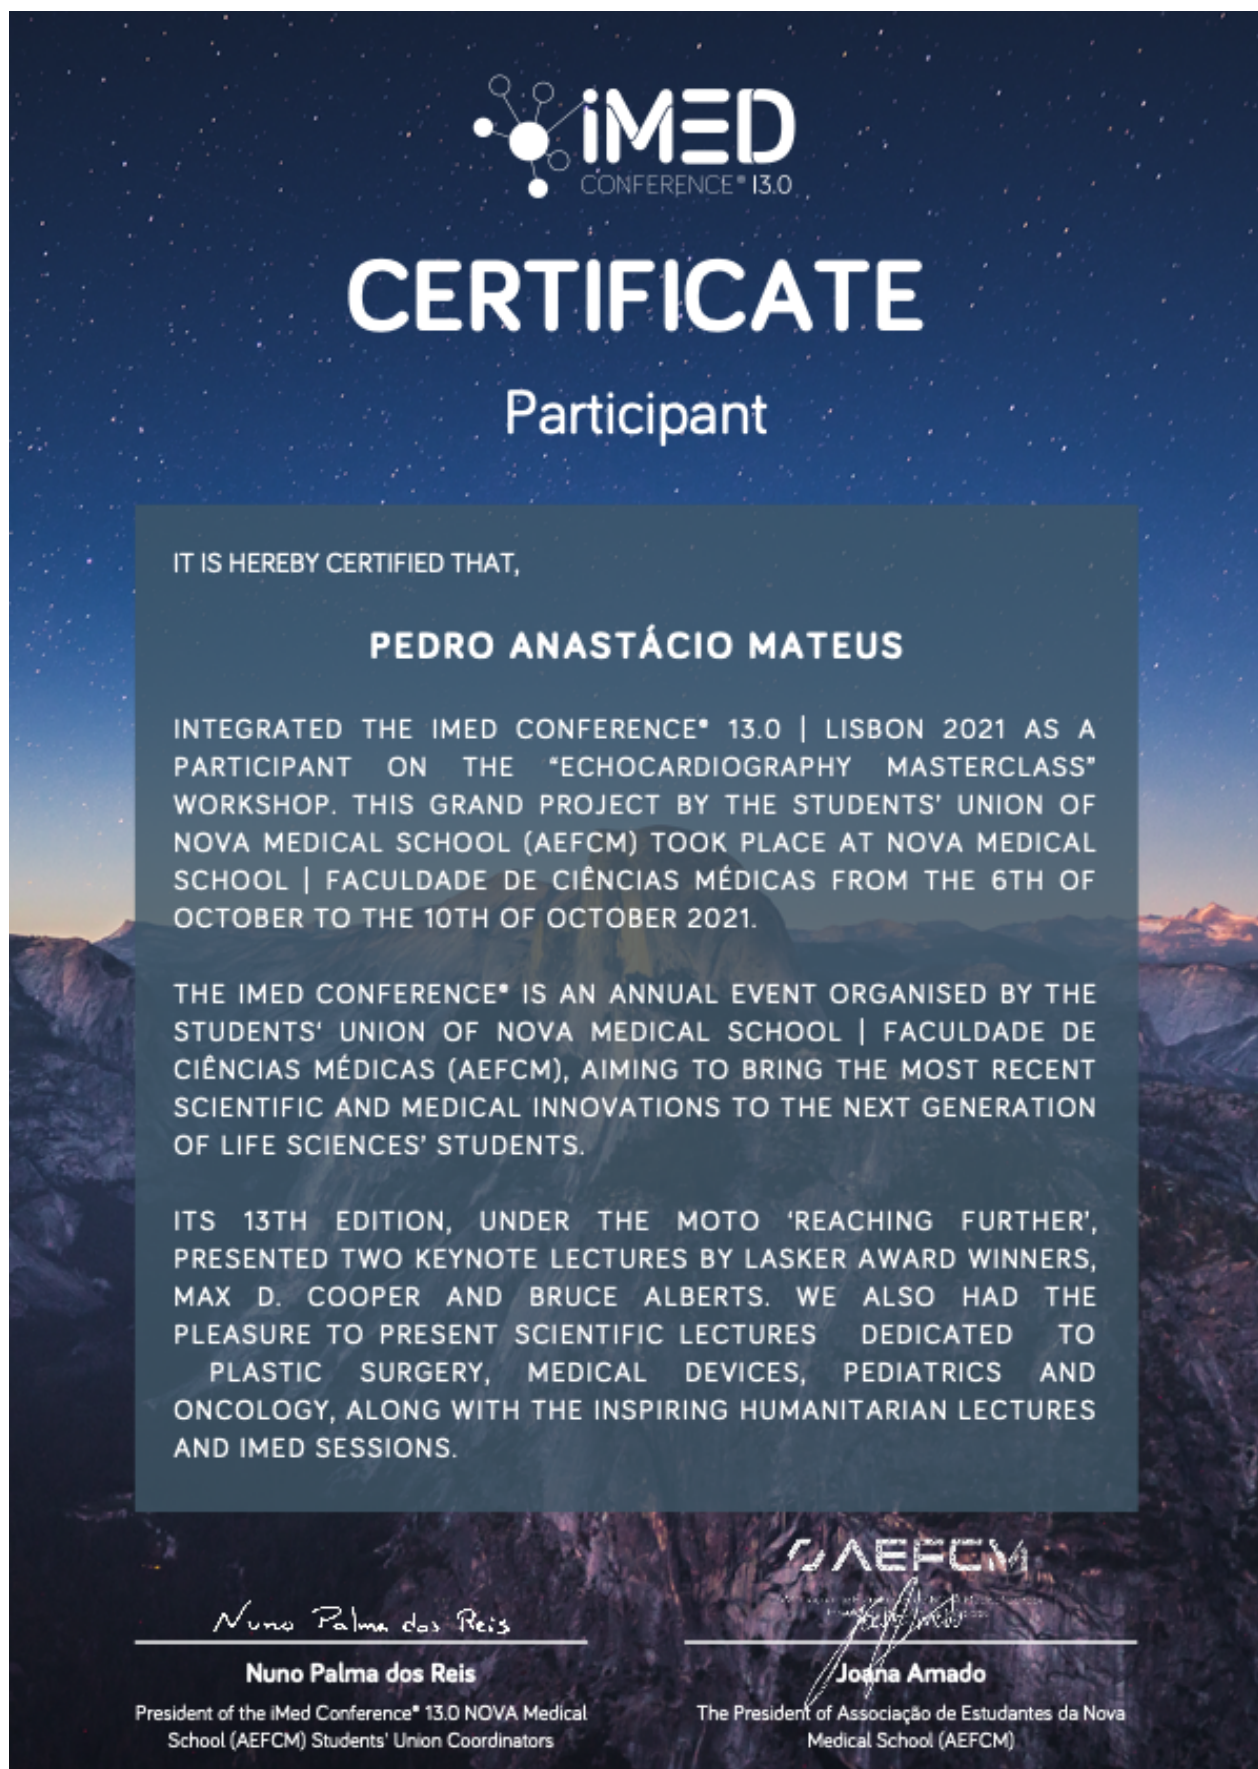 iMED
CONFERENCE® 13.0
CERTIFICATE
Participant
IT IS HEREBY CERTIFIED THAT,
PEDRO ANASTÁCIO MATEUS
INTEGRATED THE IMED CONFERENCE® 13.0 | LISBON 2021 AS A
PARTICIPANT ON THE “ECHOCARDIOGRAPHY MASTERCLASS”
WORKSHOP. THIS GRAND PROJECT BY THE STUDENTS’ UNION OF
NOVA MEDICAL SCHOOL (AEFCM) TOOK PLACE AT NOVA MEDICAL
SCHOOL | FACULDADE DE CIÊNCIAS MÉDICAS FROM THE 6TH OF
OCTOBER TO THE 10TH OF OCTOBER 2021.
THE IMED CONFERENCE® IS AN ANNUAL EVENT ORGANISED BY THE
STUDENTS‘ UNION OF NOVA MEDICAL SCHOOL | FACULDADE DE
CIÊNCIAS MÉDICAS (AEFCM), AIMING TO BRING THE MOST RECENT
SCIENTIFIC AND MEDICAL INNOVATIONS TO THE NEXT GENERATION
OF LIFE SCIENCES’ STUDENTS.
ITS 13TH EDITION, UNDER THE MOTO ‘REACHING FURTHER’,
PRESENTED TWO KEYNOTE LECTURES BY LASKER AWARD WINNERS,
MAX D. COOPER AND BRUCE ALBERTS. WE ALSO HAD THE
PLEASURE TO PRESENT SCIENTIFIC LECTURES DEDICATED TO
PLASTIC SURGERY, MEDICAL DEVICES, PEDIATRICS AND
ONCOLOGY, ALONG WITH THE INSPIRING HUMANITARIAN LECTURES
AND IMED SESSIONS.
AEFCM
Nuno Palma dos Reis
Nuno Palma dos Reis
President of the iMed Conference® 13.0 NOVA Medical
School (AEFCM) Students' Union Coordinators
Joana Amado
The President of Associação de Estudantes da Nova
Medical School (AEFCM)